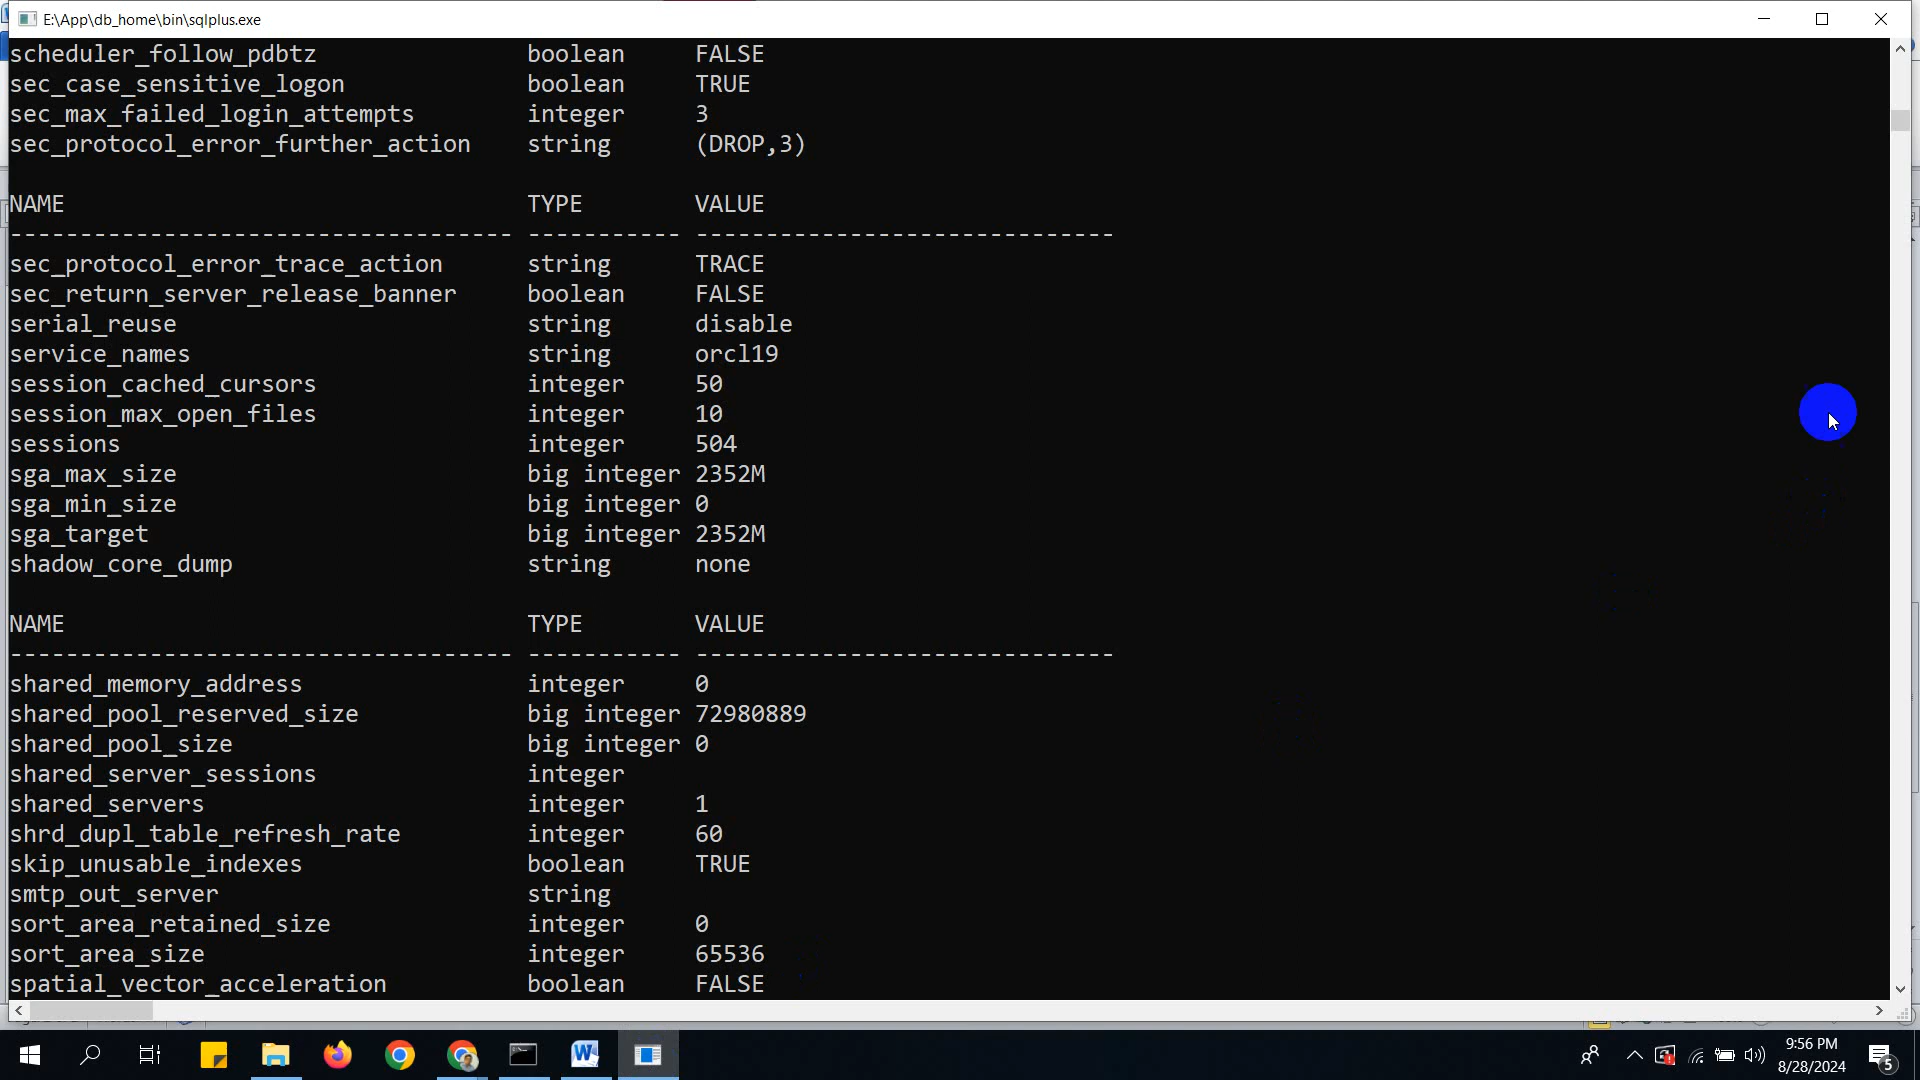 E:\App\db_home\bin\sqlplus.exe
scheduler_follow_pdbtz boolean FALSE
sec_case_sensitive_logon boolean TRUE
sec_max_failed_login_attempts integer 3
sec_protocol_error_further_action string (DROP,3)
NAME TYPE VALUE
------------------------------------ ----------- ------------------------------
sec_protocol_error_trace_action string TRACE
sec_return_server_release_banner boolean FALSE
serial_reuse string disable
service_names string orcl19
session_cached_cursors integer 50
session_max_open_files integer 10
sessions integer 504
sga_max_size big integer 2352M
sga_min_size big integer 0
sga_target big integer 2352M
shadow_core_dump string none
NAME TYPE VALUE
------------------------------------ ----------- ------------------------------
shared_memory_address integer 0
shared_pool_reserved_size big integer 72980889
shared_pool_size big integer 0
shared_server_sessions integer
shared_servers integer 1
shrd_dupl_table_refresh_rate integer 60
skip_unusable_indexes boolean TRUE
smtp_out_server string
sort_area_retained_size integer 0
sort_area_size integer 65536
spatial_vector_acceleration boolean FALSE
9:56 PM
8/28/2024
5